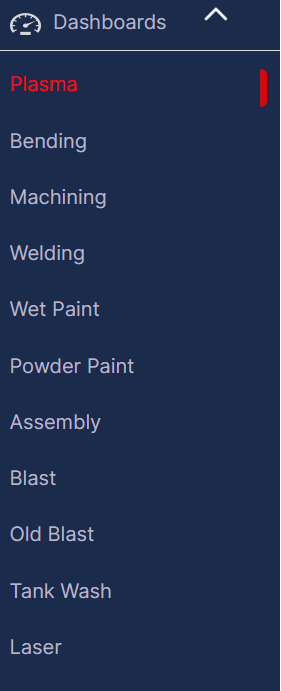 Dashboards
Plasma
Bending
Machining
Welding
Wet Paint
Powder Paint
Assembly
Blast
Old Blast
Tank Wash
Laser